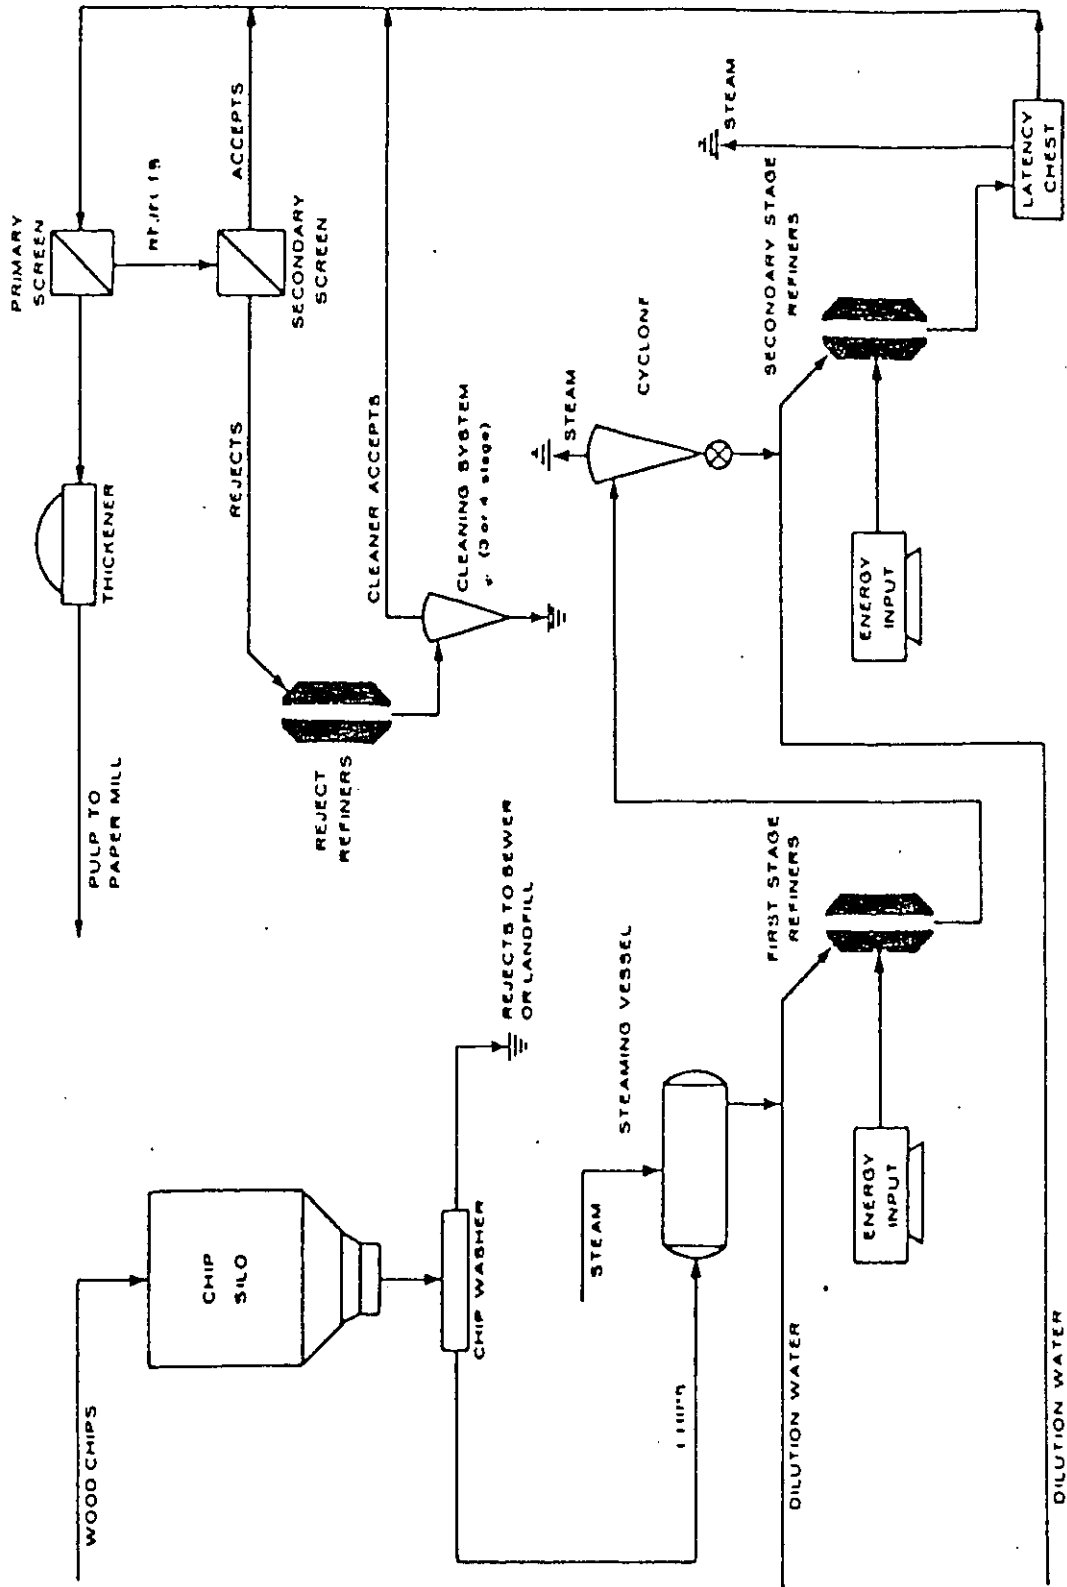 WOOD CHIPS
CHIP
SILO
CHIP WASHER
REJECTS TO SEWER
OR LANDFILL
CHIPS
STEAM
STEAMING VESSEL
DILUTION WATER
ENERGY
INPUT
FIRST STAGE
REFINERS
DILUTION WATER
PULP TO
PAPER MILL
THICKENER
PRIMARY
SCREEN
REJECTS
SECONDARY
SCREEN
ACCEPTS
REJECTS
REJECT
REFINERS
CLEANER ACCEPTS
CLEANING SYSTEM
(3 or 4 stage)
STEAM
CYCLONE
ENERGY
INPUT
SECONDARY STAGE
REFINERS
STEAM
LATENCY
CHEST